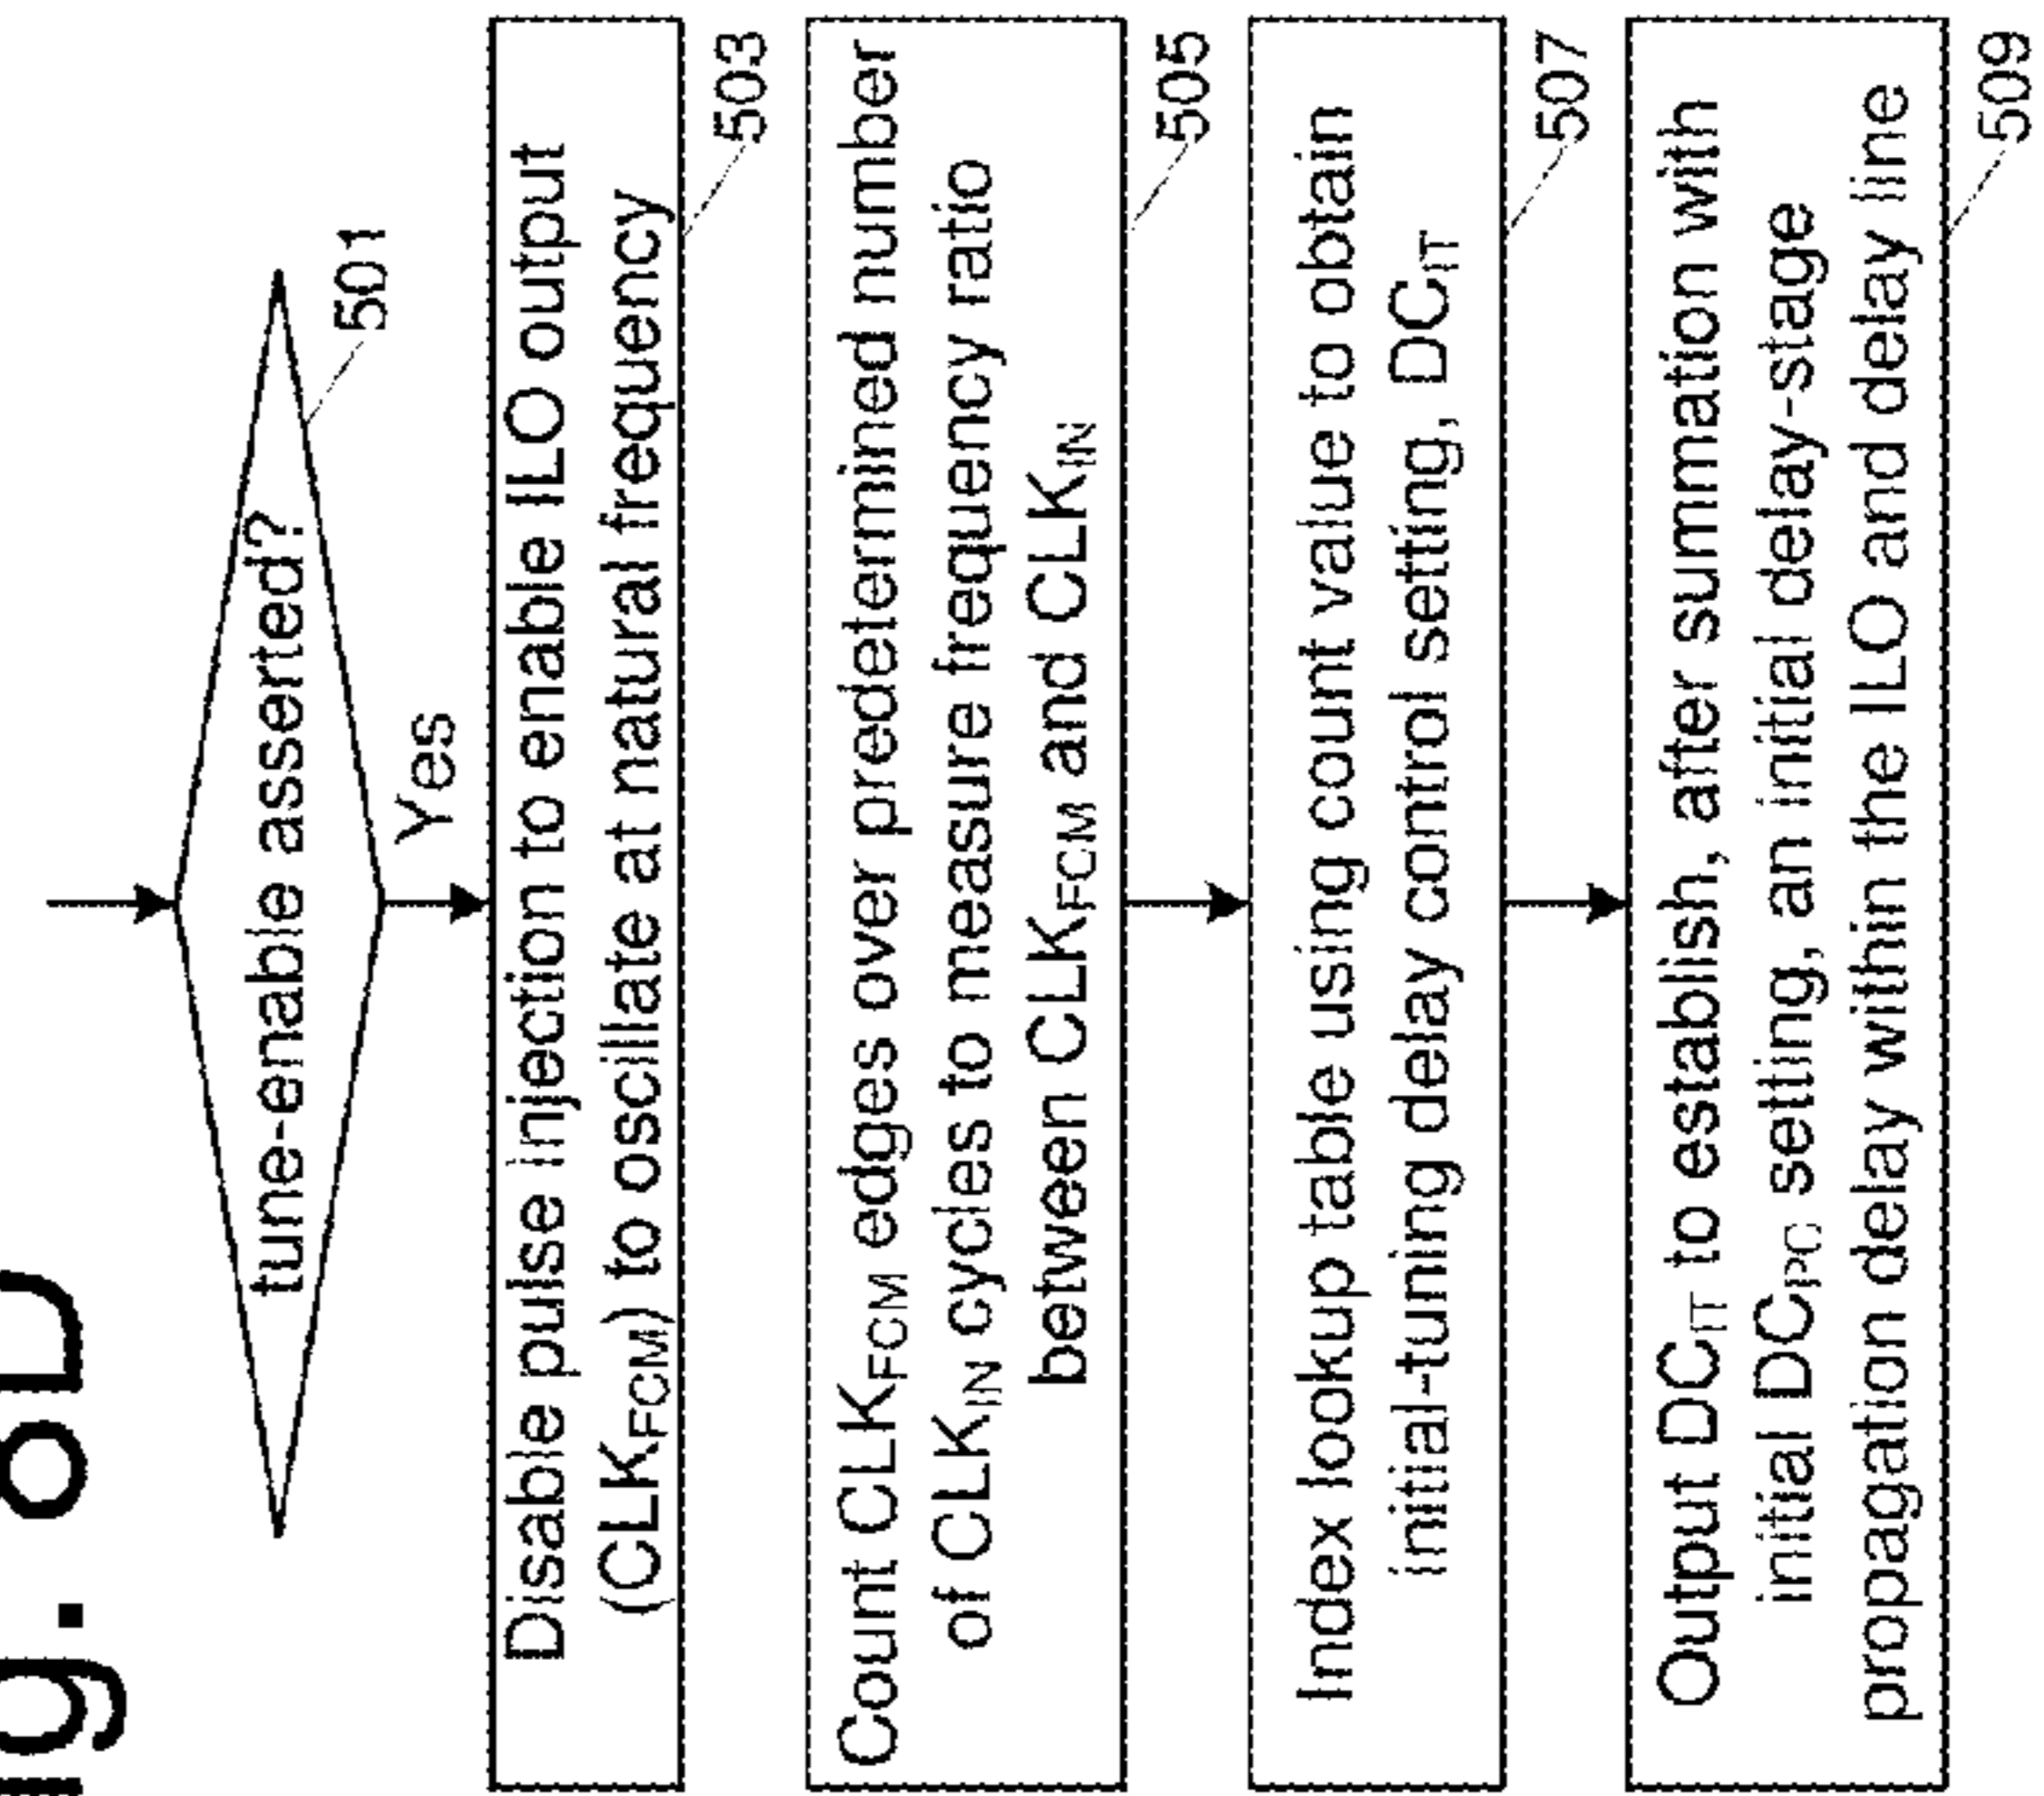 ig. 8D
tune-enable asserted?
501
Yes
Disable pulse injection to enable ILO output
(CLKFCM) to oscillate at natural frequency
503
Count CLKFCM edges over predetermined number
of CLKIN cycles to measure frequency ratio
between CLKFCM and CLKIN
505
Index lookup table using count value to obtain
initial-tuning delay control setting, DCIT
507
Output DCIT to establish, after summation with
initial DCPC setting, an initial delay-stage
propagation delay within the ILO and delay line
509